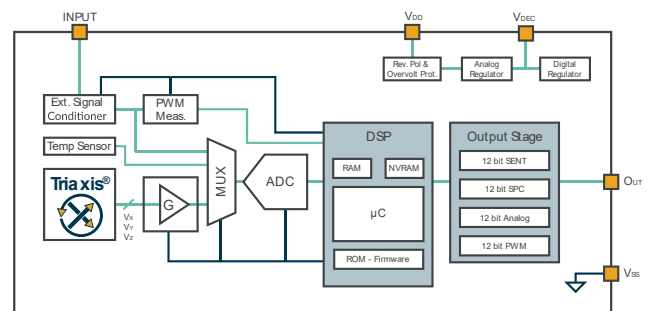 INPUT
VDD
VDEC
Rev. Pol &
Overvolt Prot.
Analog
Regulator
Digital
Regulator
Ext. Signal
Conditioner
PWM
Meas.
Temp Sensor
Triaxis®
VX
VY
VZ
G
MUX
ADC
DSP
RAM
NVRAM
µC
ROM - Firmware
Output Stage
12 bit SENT
12 bit SPC
12 bit Analog
12 bit PWM
OUT
VSS